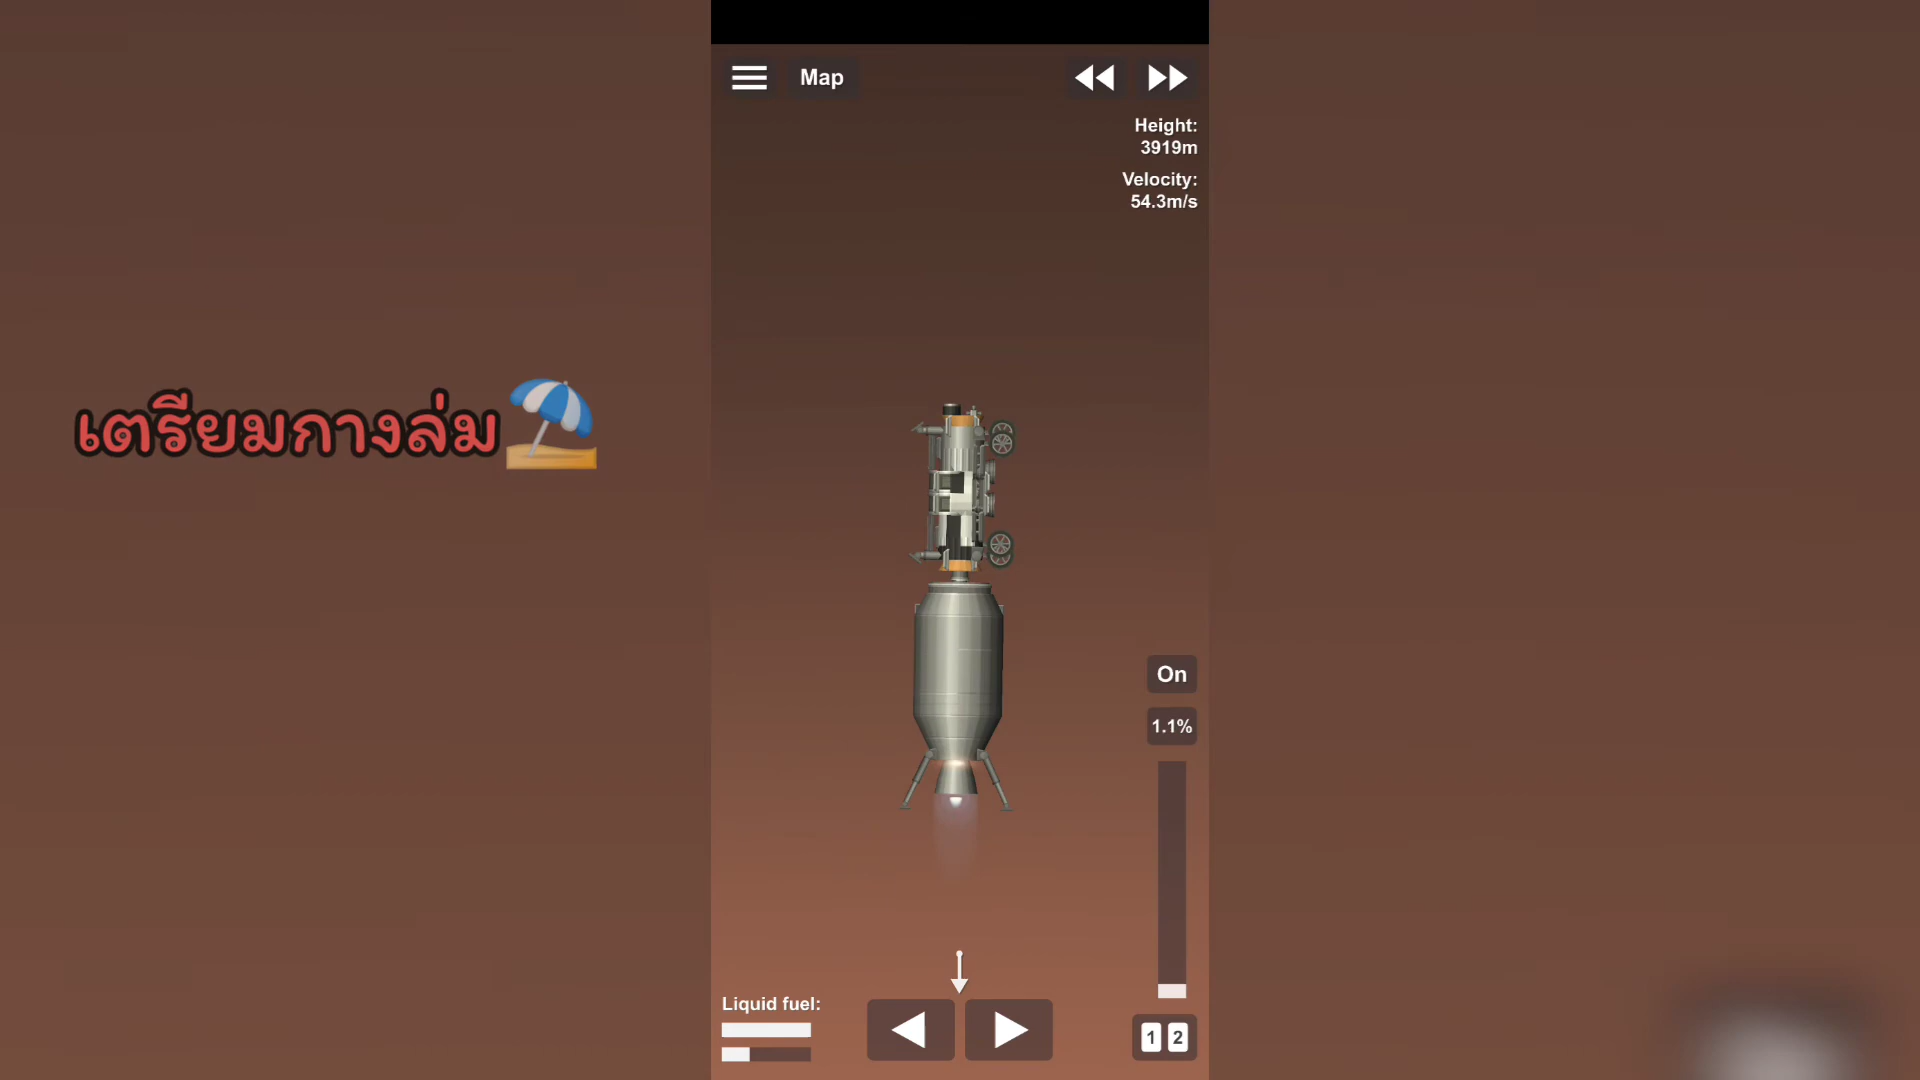 Map
Height:
3919m
Velocity:
54.3m/s
เตรียมกางล่ม
On
1.1%
Liquid fuel:
1 2